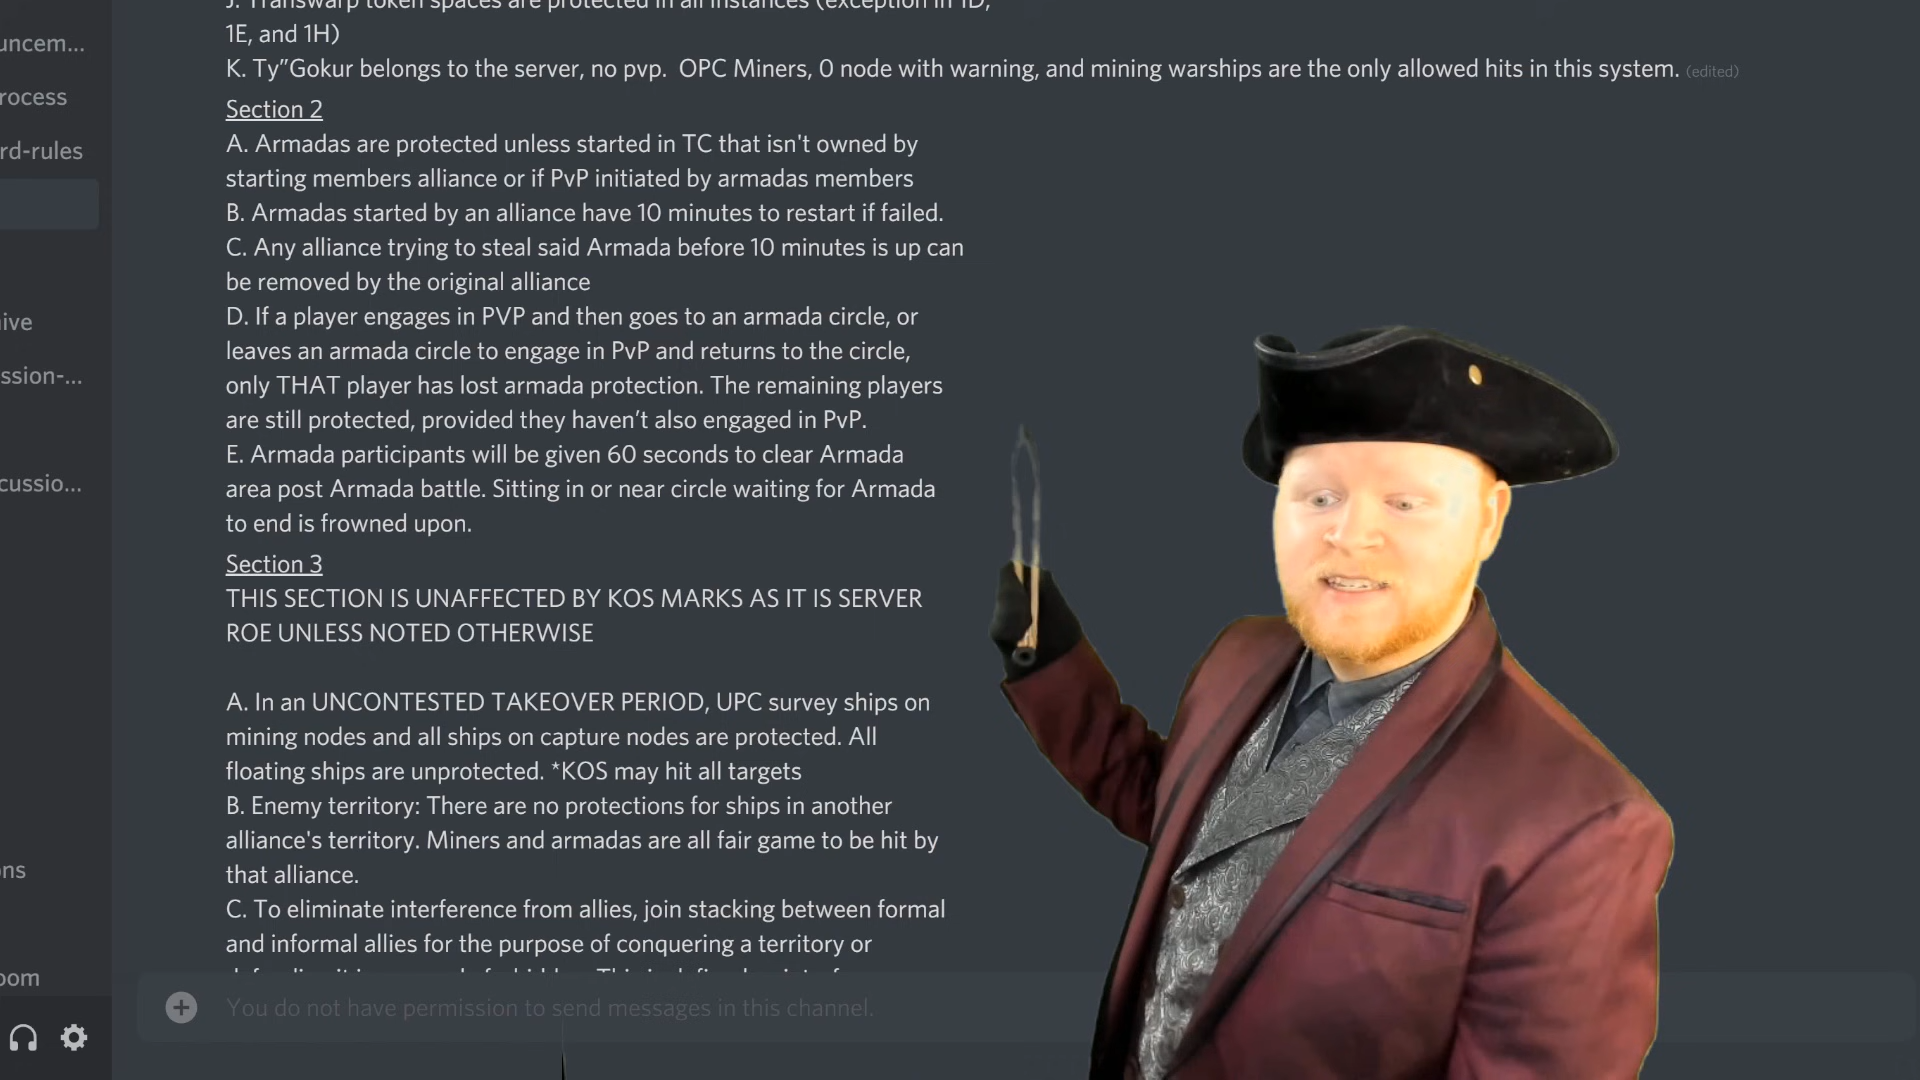 J. Transwarp token spaces are protected in all instances (exception in 1D,
1E, and 1H)
K. Ty"Gokur belongs to the server, no pvp. OPC Miners, 0 node with warning, and mining warships are the only allowed hits in this system. (edited)
Section 2
A. Armadas are protected unless started in TC that isn't owned by
starting members alliance or if PvP initiated by armadas members
B. Armadas started by an alliance have 10 minutes to restart if failed.
C. Any alliance trying to steal said Armada before 10 minutes is up can
be removed by the original alliance
D. If a player engages in PVP and then goes to an armada circle, or
leaves an armada circle to engage in PvP and returns to the circle,
only THAT player has lost armada protection. The remaining players
are still protected, provided they haven't also engaged in PvP.
E. Armada participants will be given 60 seconds to clear Armada
area post Armada battle. Sitting in or near circle waiting for Armada
to end is frowned upon.
Section 3
THIS SECTION IS UNAFFECTED BY KOS MARKS AS IT IS SERVER
ROE UNLESS NOTED OTHERWISE
A. In an UNCONTESTED TAKEOVER PERIOD, UPC survey ships on
mining nodes and all ships on capture nodes are protected. All
floating ships are unprotected. *KOS may hit all targets
B. Enemy territory: There are no protections for ships in another
alliance's territory. Miners and armadas are all fair game to be hit by
that alliance.
C. To eliminate interference from allies, join stacking between formal
and informal allies for the purpose of conquering a territory or
You do not have permission to send messages in this channel.
uncem...
rocess
rd-rules
ive
ssion-...
cussio...
ons
oom